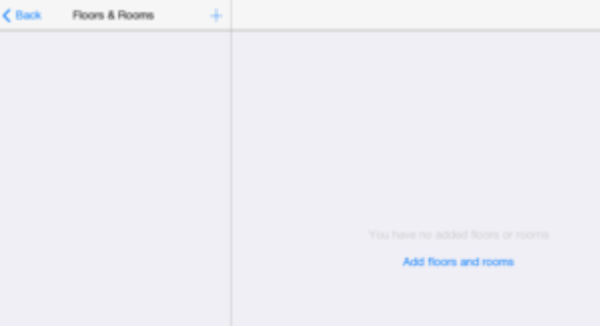 Back Floors & Rooms +
You have no added floors or rooms
Add floors and rooms